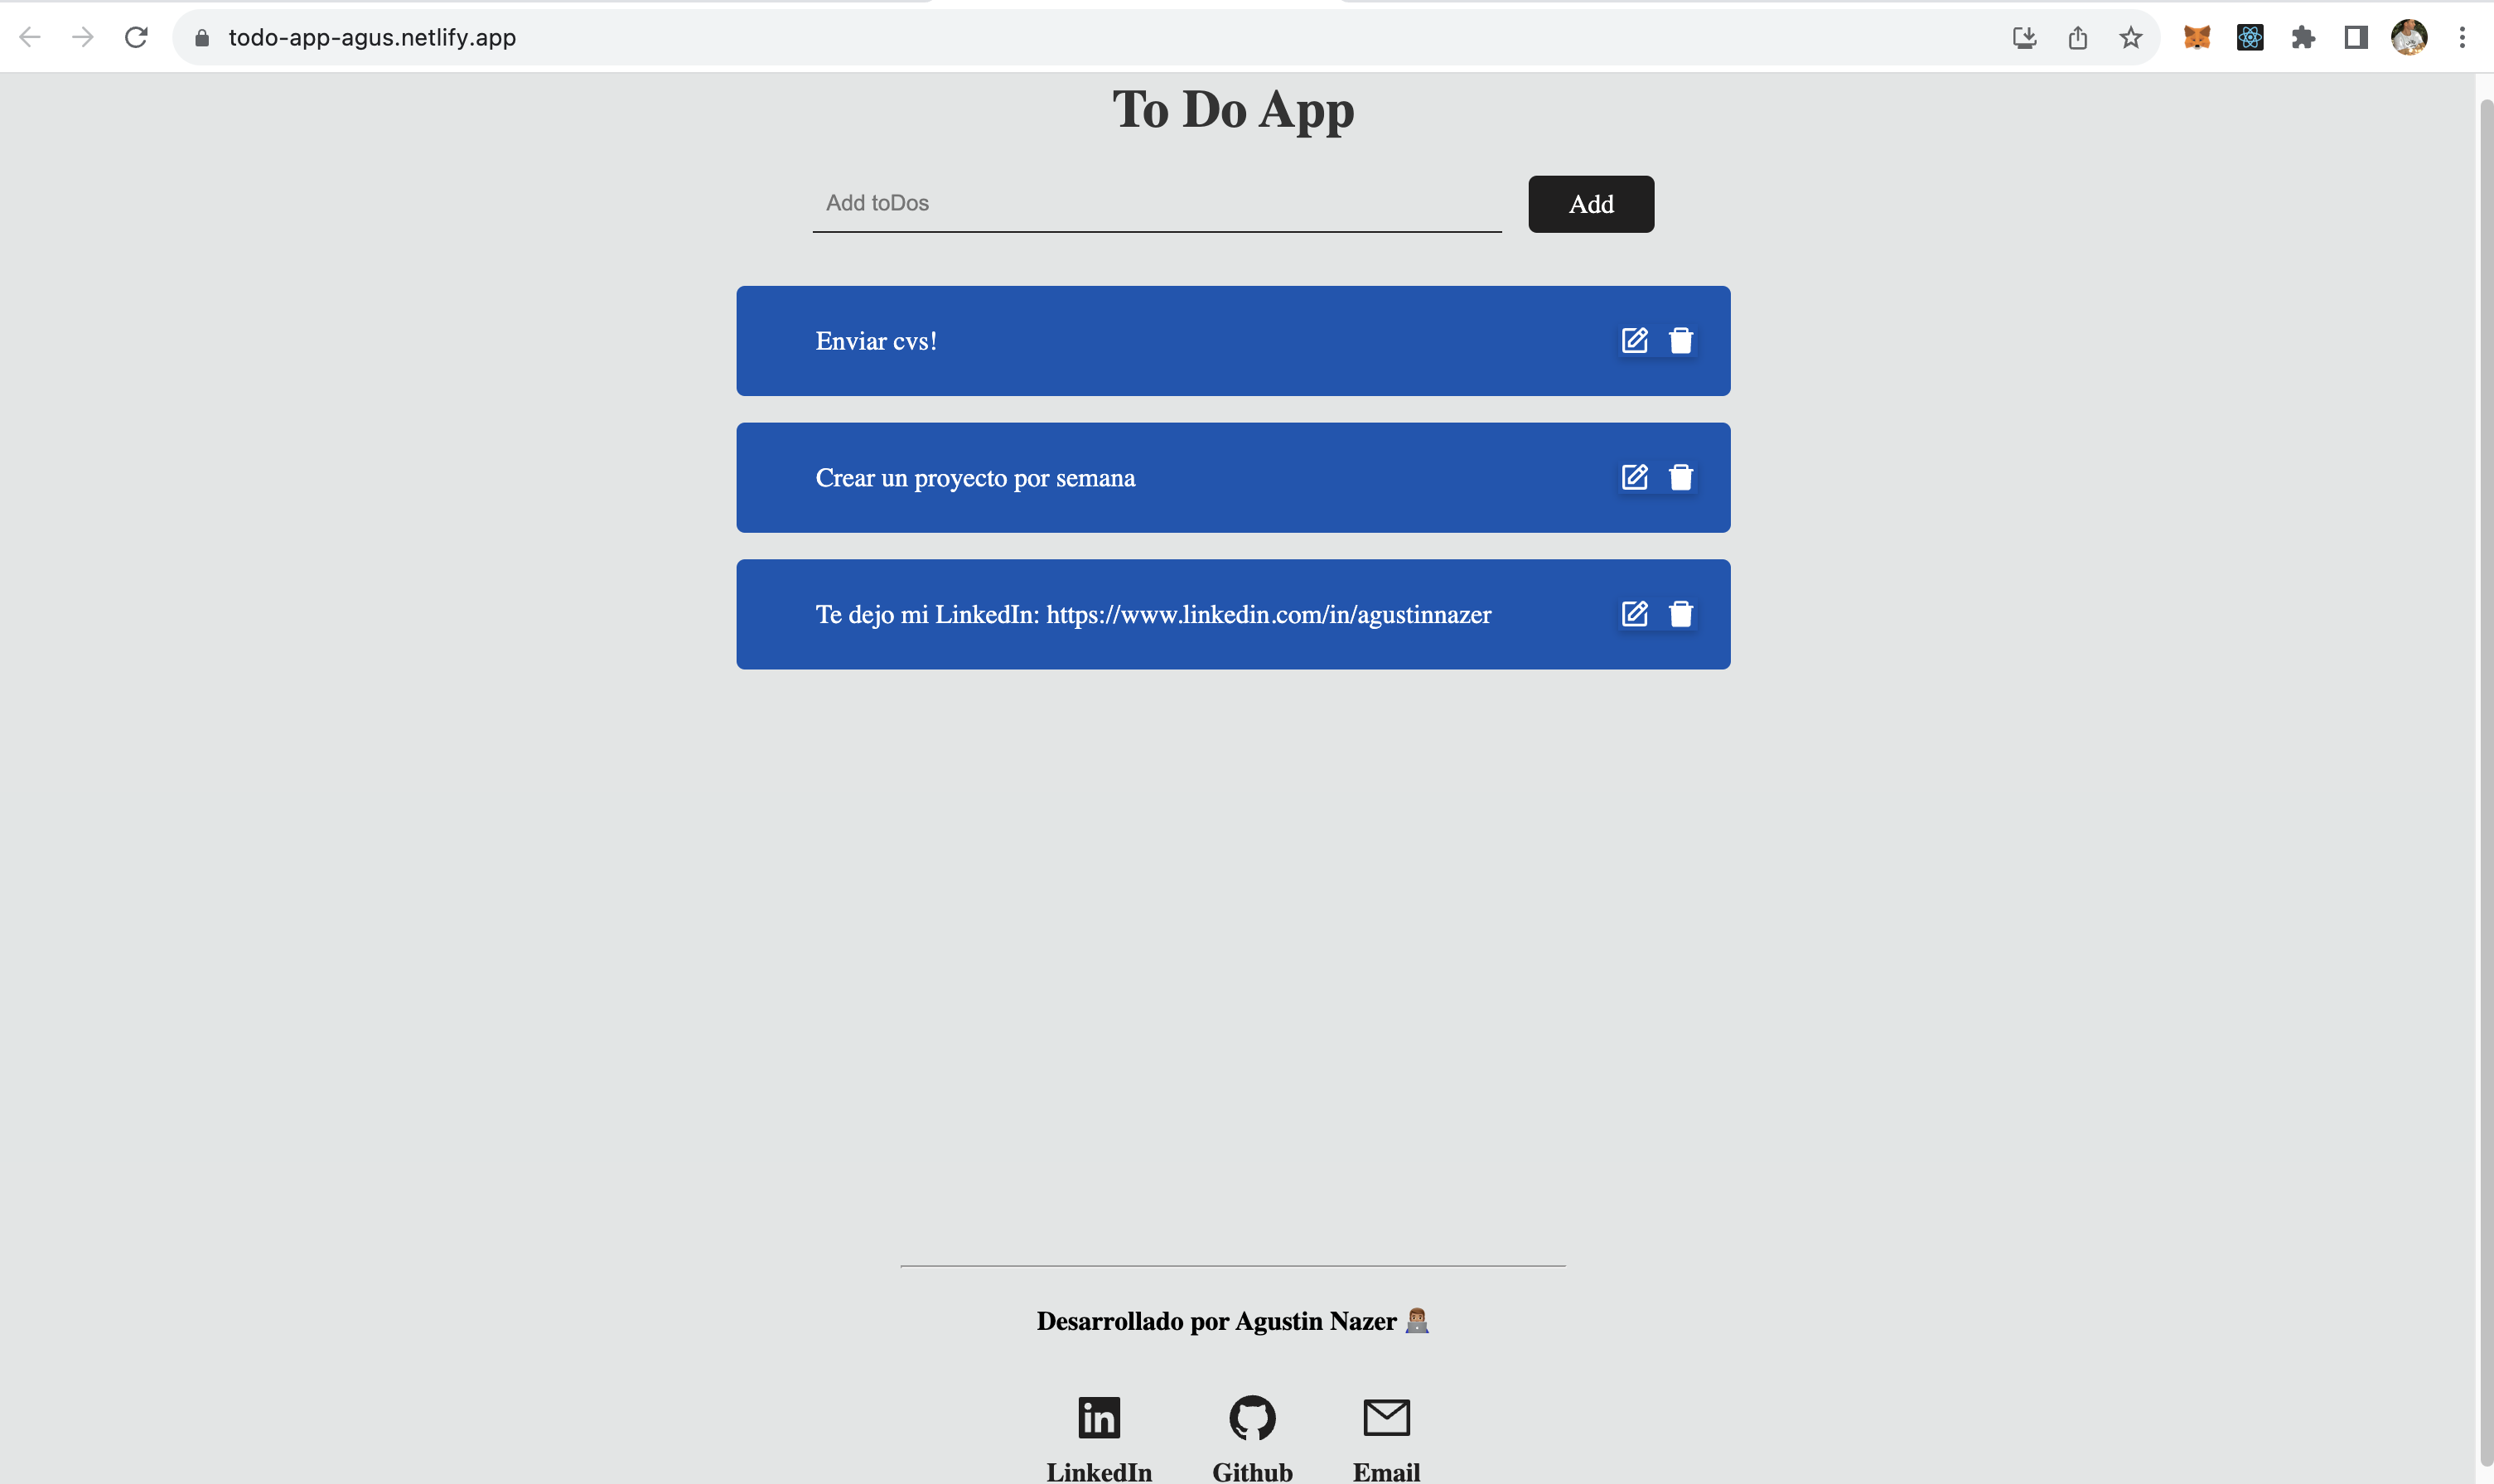 todo-app-agus.netlify.app
To Do App
Add toDos
Add
Enviar cvs!
Crear un proyecto por semana
Te dejo mi LinkedIn: https://www.linkedin.com/in/agustinnazer
Desarrollado por Agustin Nazer 👨🏽‍💻
in
LinkedIn
Github
Email